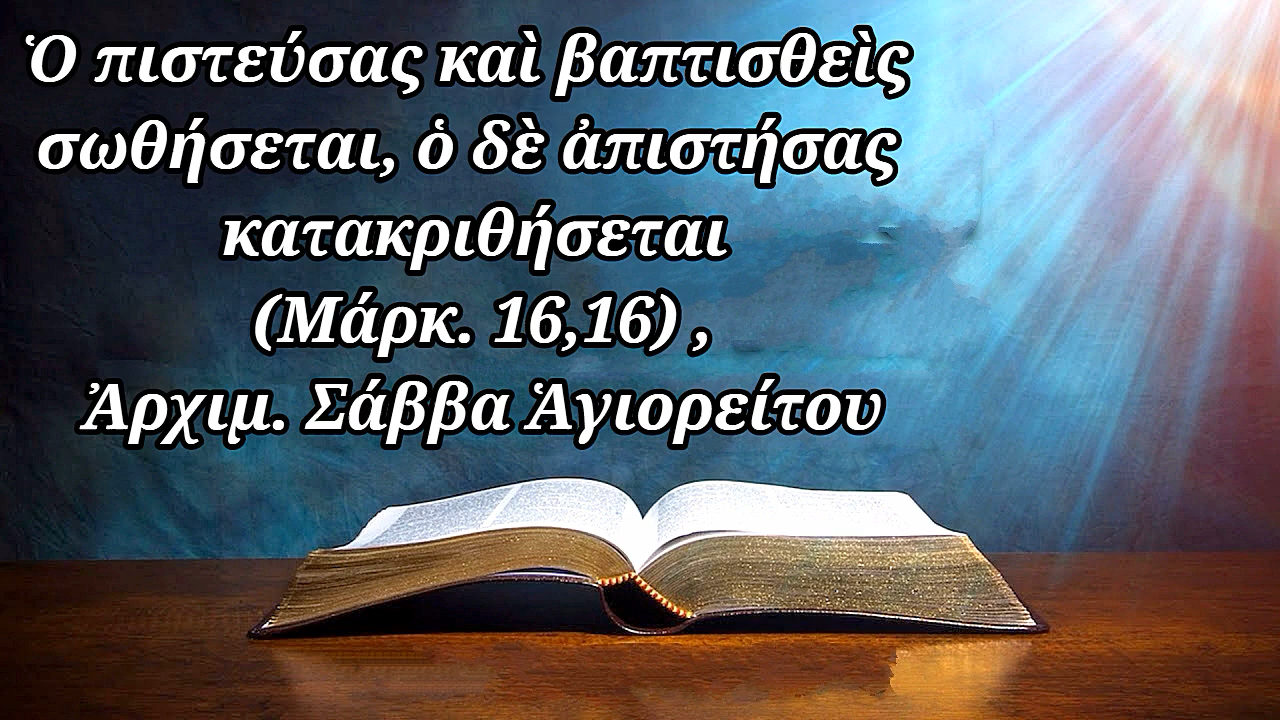 Ὁ πιστεύσας καὶ βαπτισθεὶς
σωθήσεται, ὁ δὲ ἀπιστήσας
κατακριθήσεται
(Μάρκ. 16,16) ,
Ἀρχιμ. Σάββα Ἁγιορείτου